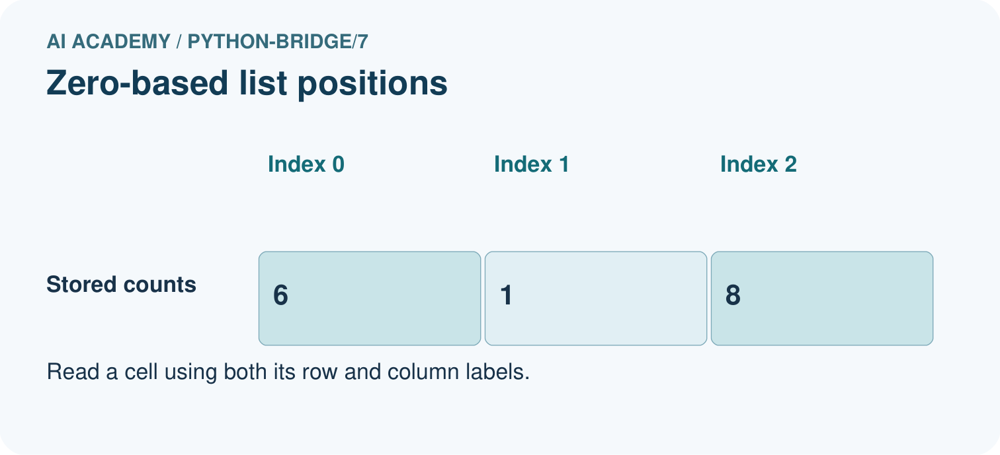 AI ACADEMY / PYTHON-BRIDGE/7
Zero-based list positions
Index 0 Index 1 Index 2
Stored counts 6 1 8
Read a cell using both its row and column labels.